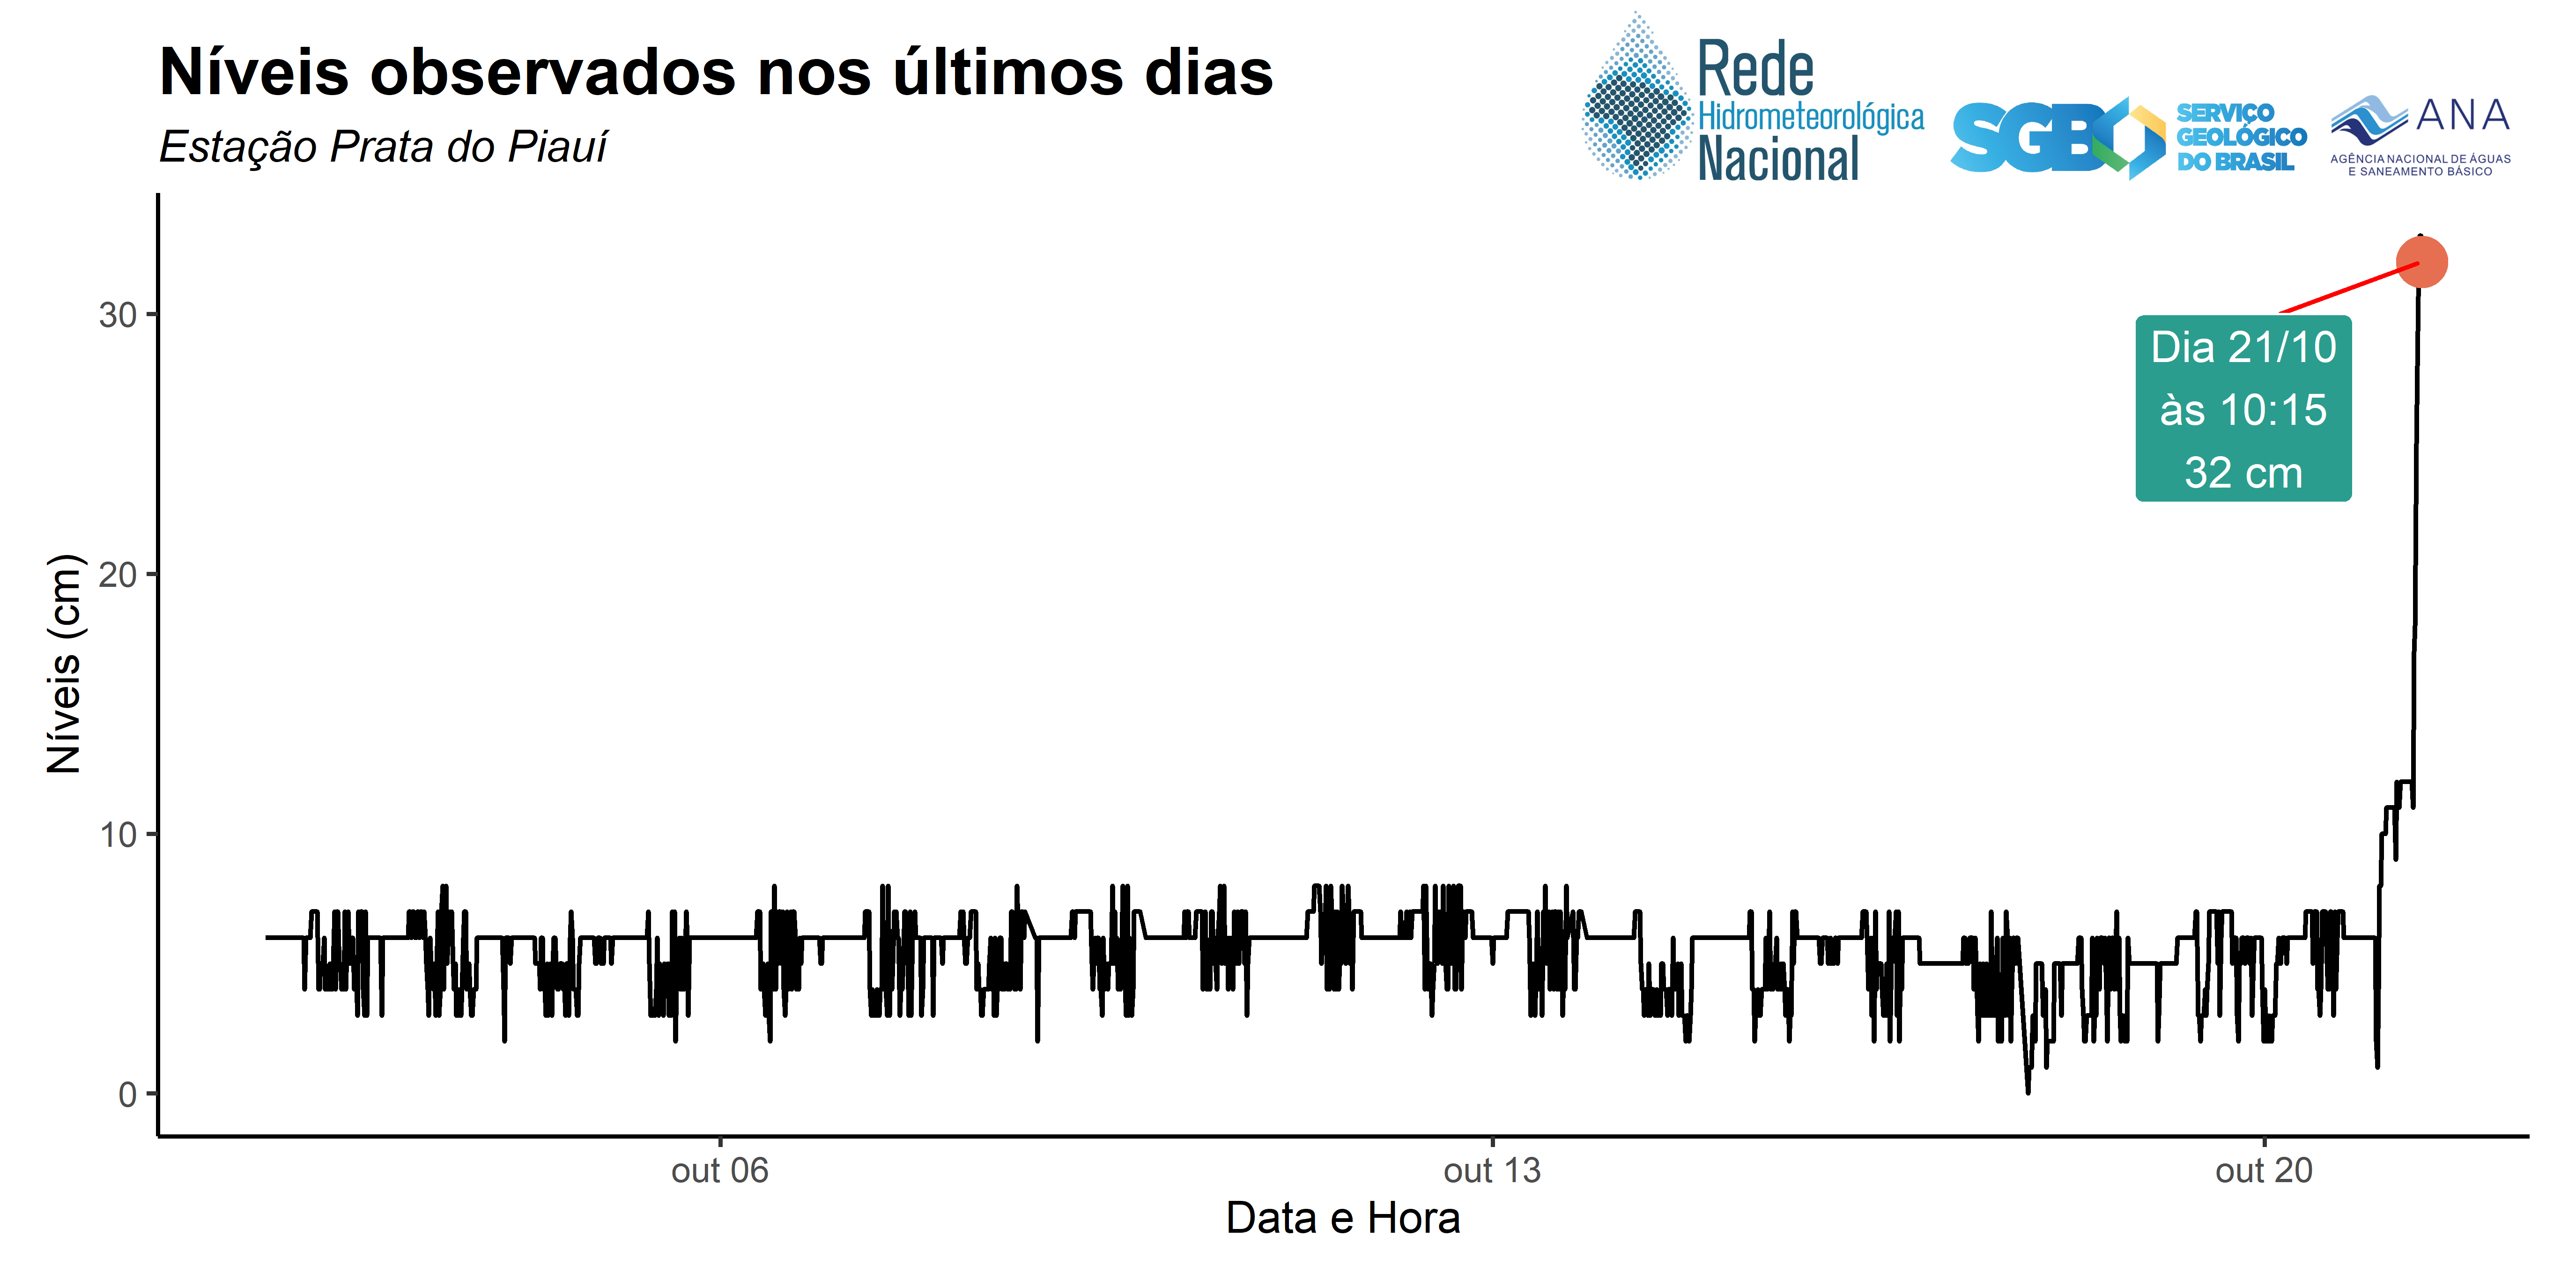 Níveis observados nos últimos dias
Estação Prata do Piauí
Rede
Hidrometeorológica
Nacional
SGB
SERVIÇO
GEOLÓGICO
DO BRASIL
ANA
AGÊNCIA NACIONAL DE ÁGUAS
E SANEAMENTO BÁSICO
Níveis (cm)
30
20
10
0
Dia 21/10
às 10:15
32 cm
out 06
out 13
out 20
Data e Hora